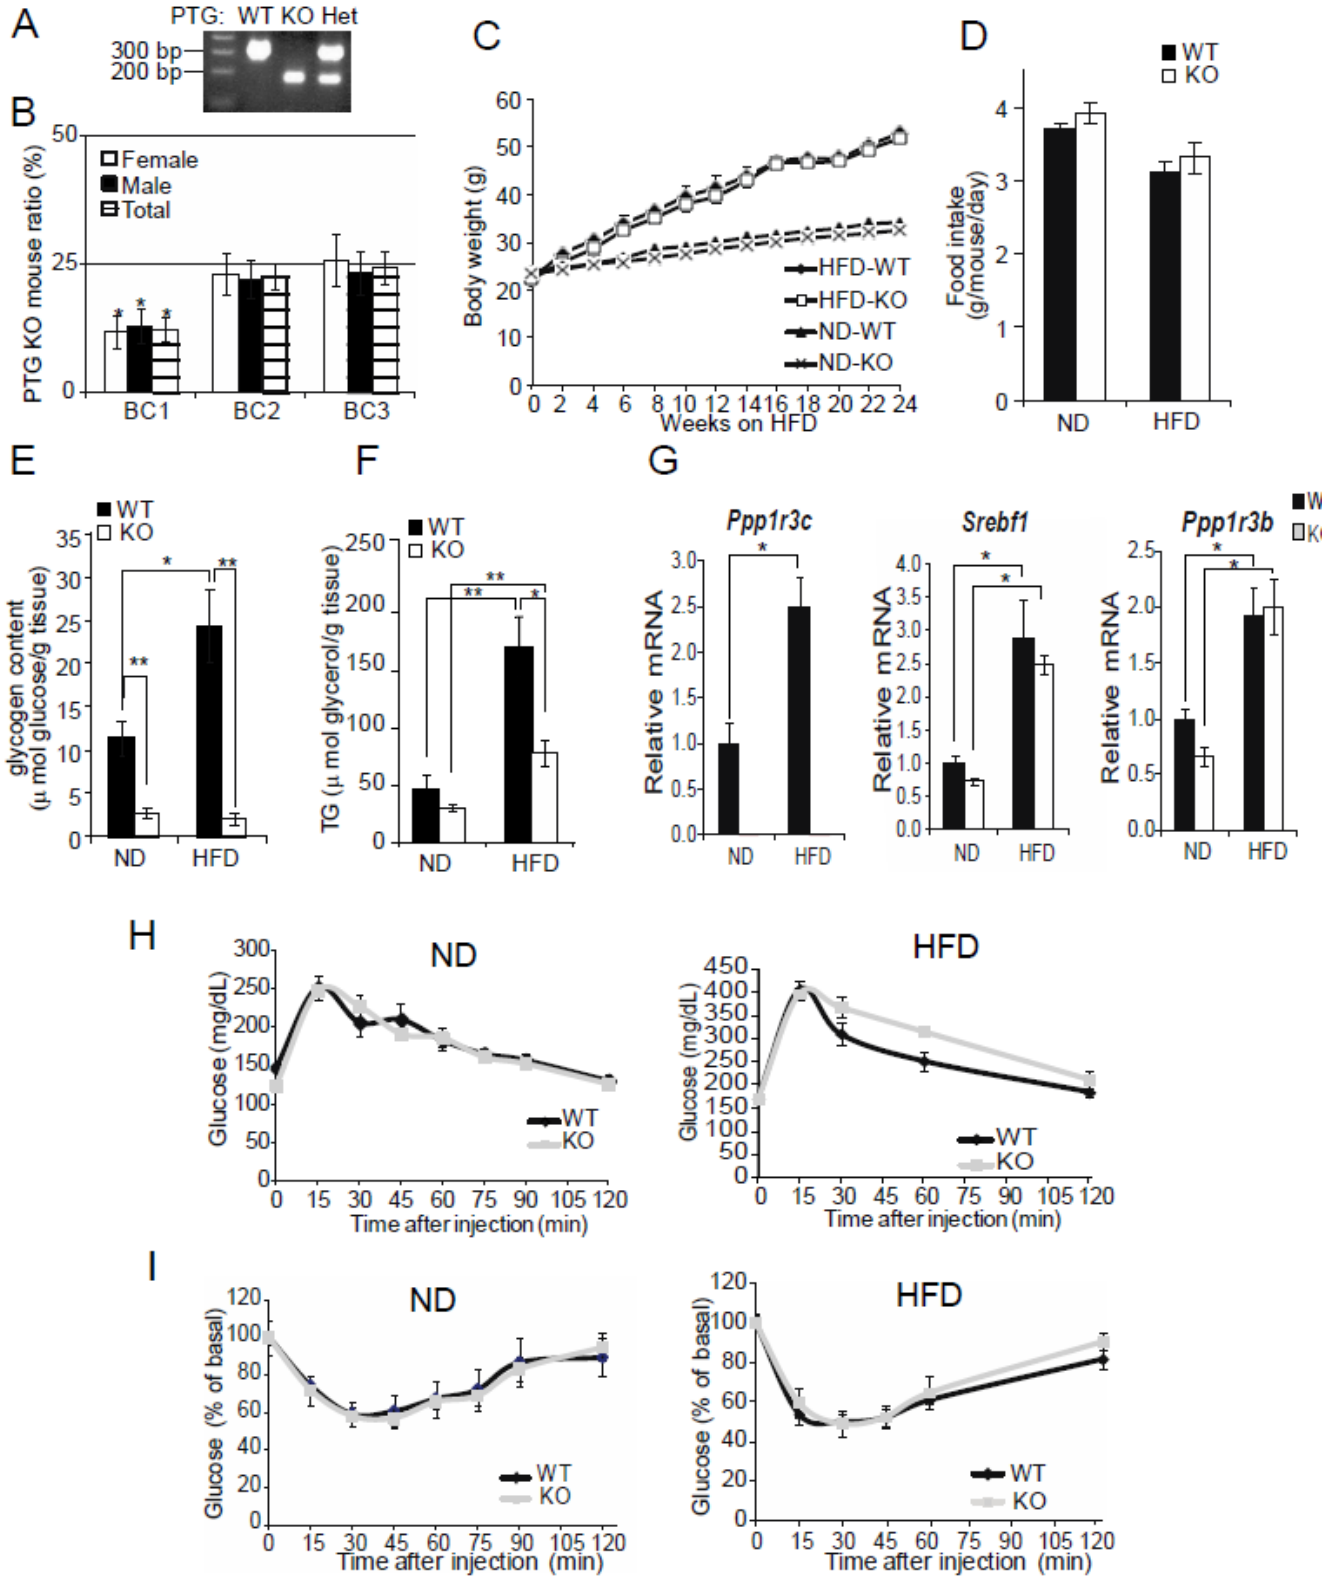 A
PTG: WT KO Het
300 bp
200 bp
B
PTG KO mouse ratio (%)
50
25
0
Female
Male
Total
* * *
BC1 BC2 BC3
C
Body weight (g)
60
50
40
30
20
10
0
HFD-WT
HFD-KO
ND-WT
ND-KO
0 2 4 6 8 10 12 14 16 18 20 22 24
Weeks on HFD
D
WT
KO
Food intake
(g/mouse/day)
4
3
2
1
0
ND HFD
E
WT
KO
glycogen content
(μ mol glucose/g tissue)
35
30
25
20
15
10
5
0
* **
**
ND HFD
F
WT
KO
TG (μ mol glycerol/g tissue)
250
200
150
100
50
0
**
** *
ND HFD
G
Ppp1r3c
Relative mRNA
3.0
2.5
2.0
1.5
1.0
0.5
0.0
*
ND HFD
Srebf1
Relative mRNA
4.0
3.5
3.0
2.5
2.0
1.5
1.0
0.5
0.0
*
*
ND HFD
Ppp1r3b
Relative mRNA
2.5
2.0
1.5
1.0
0.5
0.0
*
*
ND HFD
H
ND
Glucose (mg/dL)
300
250
200
150
100
50
0
WT
KO
0 15 30 45 60 75 90 105 120
Time after injection (min)
HFD
Glucose (mg/dL)
450
400
350
300
250
200
150
100
50
0
WT
KO
0 15 30 45 60 75 90 105 120
Time after injection (min)
I
ND
Glucose (% of basal)
120
100
80
60
40
20
0
WT
KO
0 15 30 45 60 75 90 105 120
Time after injection (min)
HFD
Glucose (% of basal)
120
100
80
60
40
20
0
WT
KO
0 15 30 45 60 75 90 105 120
Time after injection (min)